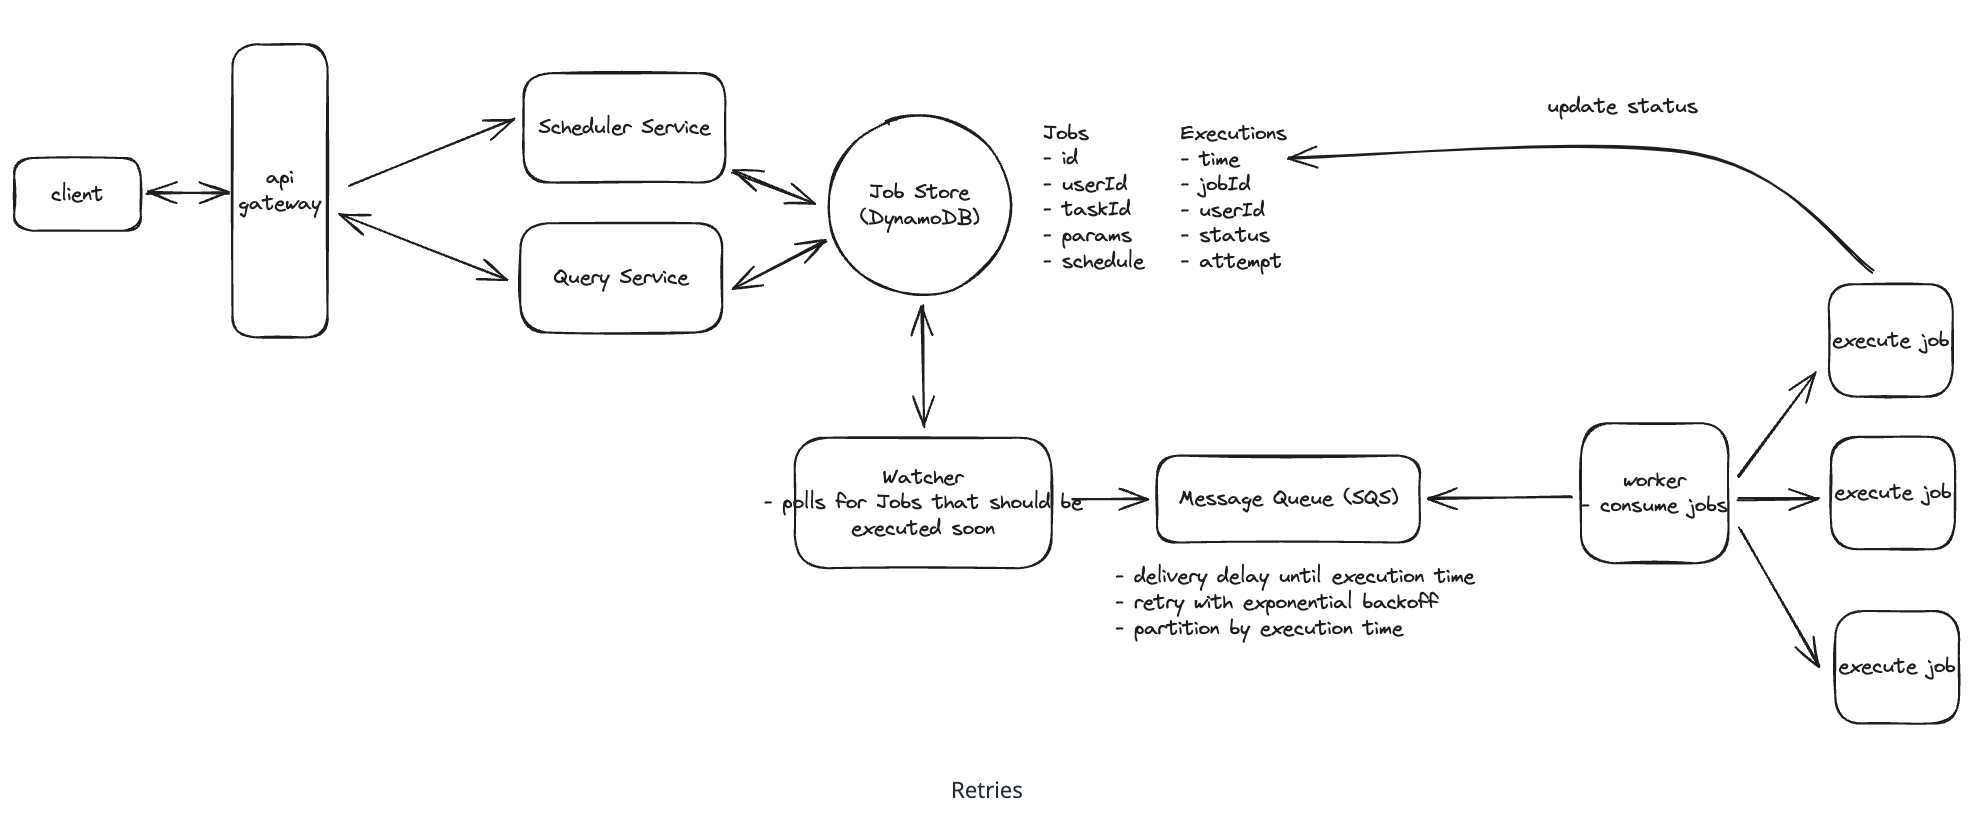 client
api
gateway
Scheduler Service
Query Service
Job Store
(DynamoDB)
Jobs
- id
- userId
- taskId
- params
- schedule
Executions
- time
- jobId
- userId
- status
- attempt
update status
execute job
Watcher
- polls for Jobs that should be
executed soon
Message Queue (SQS)
- delivery delay until execution time
- retry with exponential backoff
- partition by execution time
worker
- consume jobs
execute job
execute job
Retries